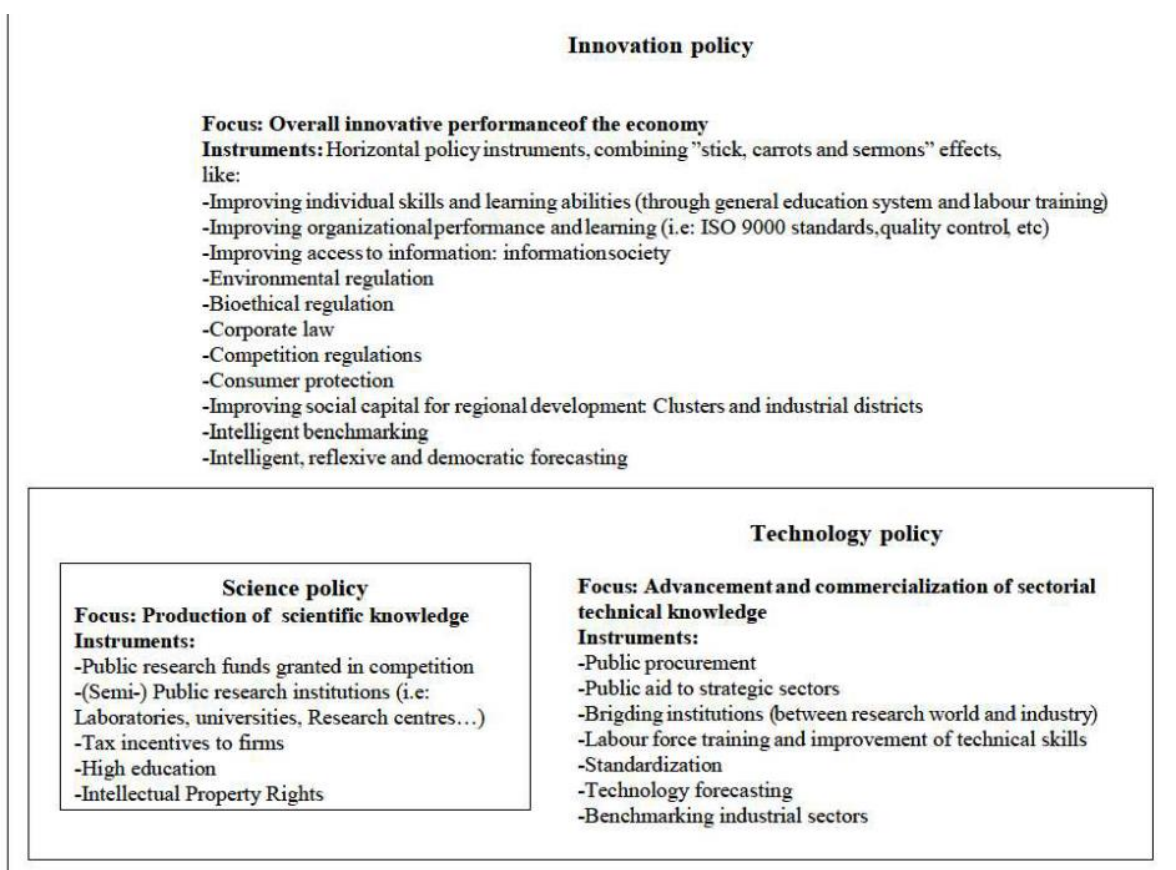 Innovation policy
Focus: Overall innovative performanceof the economy
Instruments: Horizontal policy instruments, combining ”stick, carrots and sermons” effects,
like:
-Improving individual skills and learning abilities (through general education system and labour training)
-Improving organizational performance and learning (i.e: ISO 9000 standards,quality control, etc)
-Improving access to information: information society
-Environmental regulation
-Bioethical regulation
-Corporate law
-Competition regulations
-Consumer protection
-Improving social capital for regional development: Clusters and industrial districts
-Intelligent benchmarking
-Intelligent, reflexive and democratic forecasting
Science policy
Focus: Production of scientific knowledge
Instruments:
-Public research funds granted in competition
-(Semi-) Public research institutions (i.e:
Laboratories, universities, Research centres…)
-Tax incentives to firms
-High education
-Intellectual Property Rights
Technology policy
Focus: Advancement and commercialization of sectorial
technical knowledge
Instruments:
-Public procurement
-Public aid to strategic sectors
-Brigding institutions (between research world and industry)
-Labour force training and improvement of technical skills
-Standardization
-Technology forecasting
-Benchmarking industrial sectors